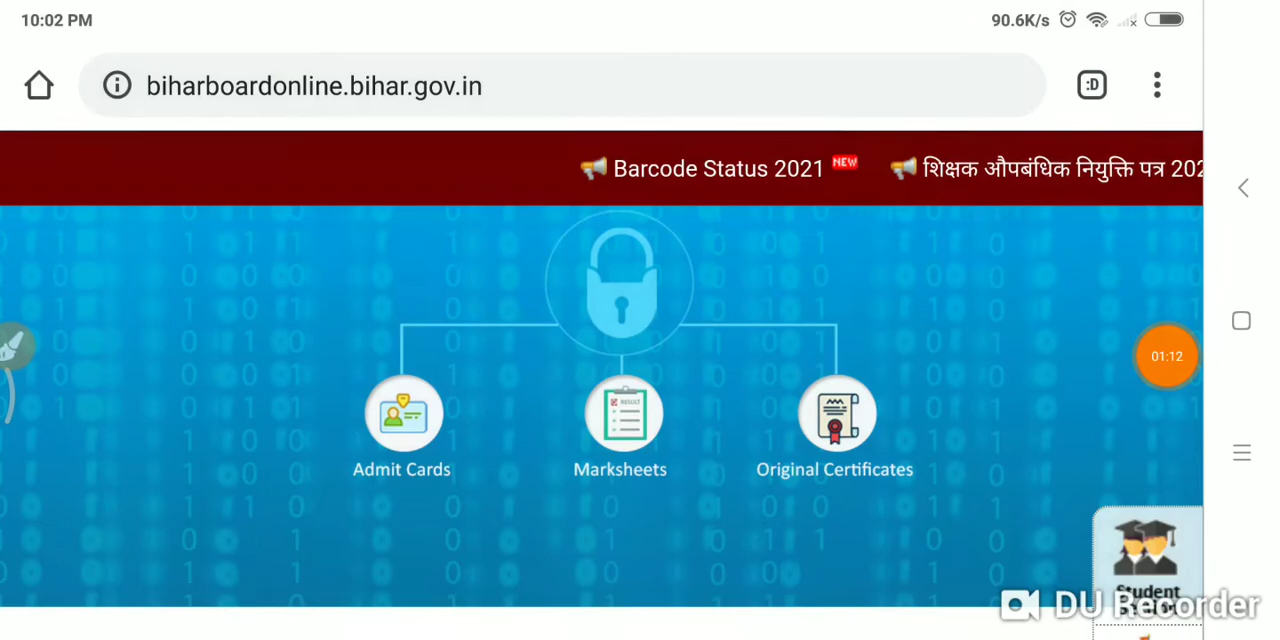 10:02 PM
90.6K/s
:D
biharboardonline.bihar.gov.in
Barcode Status 2021 NEW
शिक्षक औपबंधिक नियुक्ति पत्र 202
01:12
RESULT
Admit Cards
Marksheets
Original Certificates
Student
DU Recorder